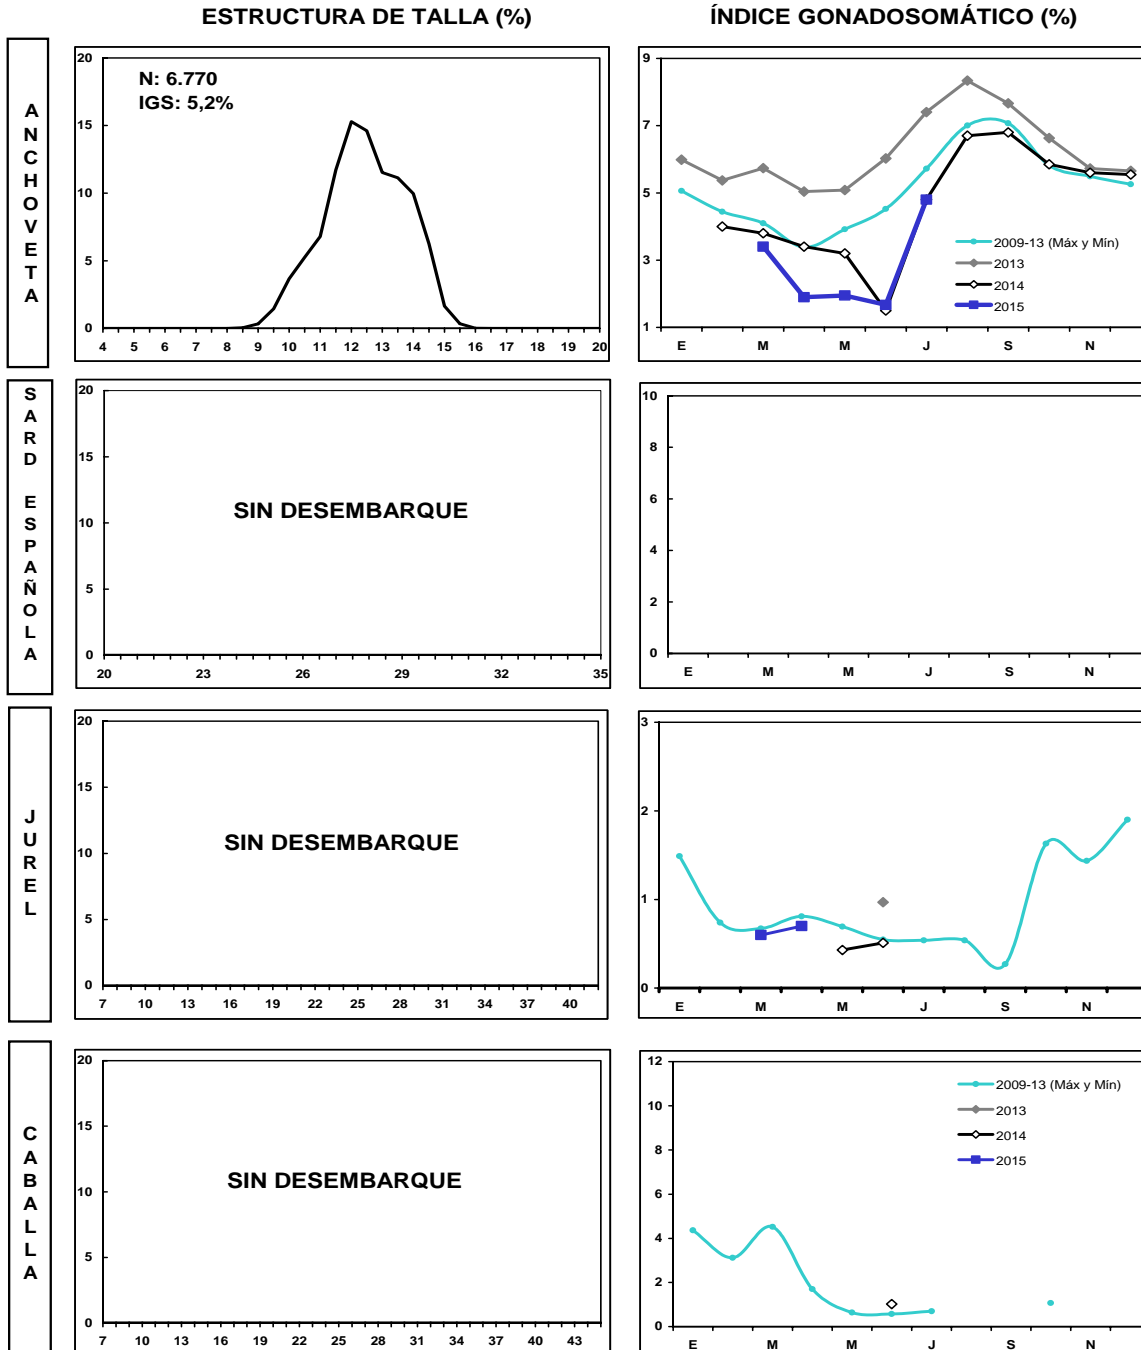 ESTRUCTURA DE TALLA (%)
ÍNDICE GONADOSOMÁTICO (%)
ANCHOVETA
20
15
10
5
0
N: 6.770
IGS: 5,2%
4 5 6 7 8 9 10 11 12 13 14 15 16 17 18 19 20
9
7
5
3
1
2009-13 (Máx y Mín)
2013
2014
2015
E M M J S N
SARD ESPAÑOLA
20
15
10
5
0
SIN DESEMBARQUE
20 23 26 29 32 35
10
8
6
4
2
0
E M M J S N
JUREL
20
15
10
5
0
SIN DESEMBARQUE
7 10 13 16 19 22 25 28 31 34 37 40
3
2
1
0
E M M J S N
CABALLA
20
15
10
5
0
SIN DESEMBARQUE
7 10 13 16 19 22 25 28 31 34 37 40 43
12
10
8
6
4
2
0
2009-13 (Máx y Mín)
2013
2014
2015
E M M J S N